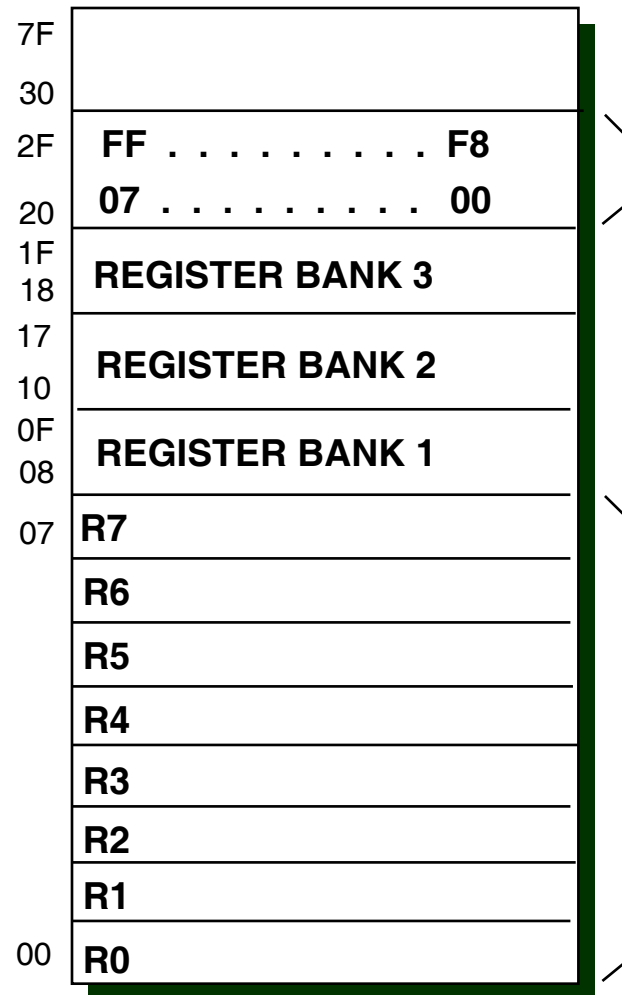 7F
30
2F FF . . . . . . . . . . F8
20 07 . . . . . . . . . 00
1F
18 REGISTER BANK 3
17
10 REGISTER BANK 2
0F
08 REGISTER BANK 1
07 R7
R6
R5
R4
R3
R2
R1
00 R0